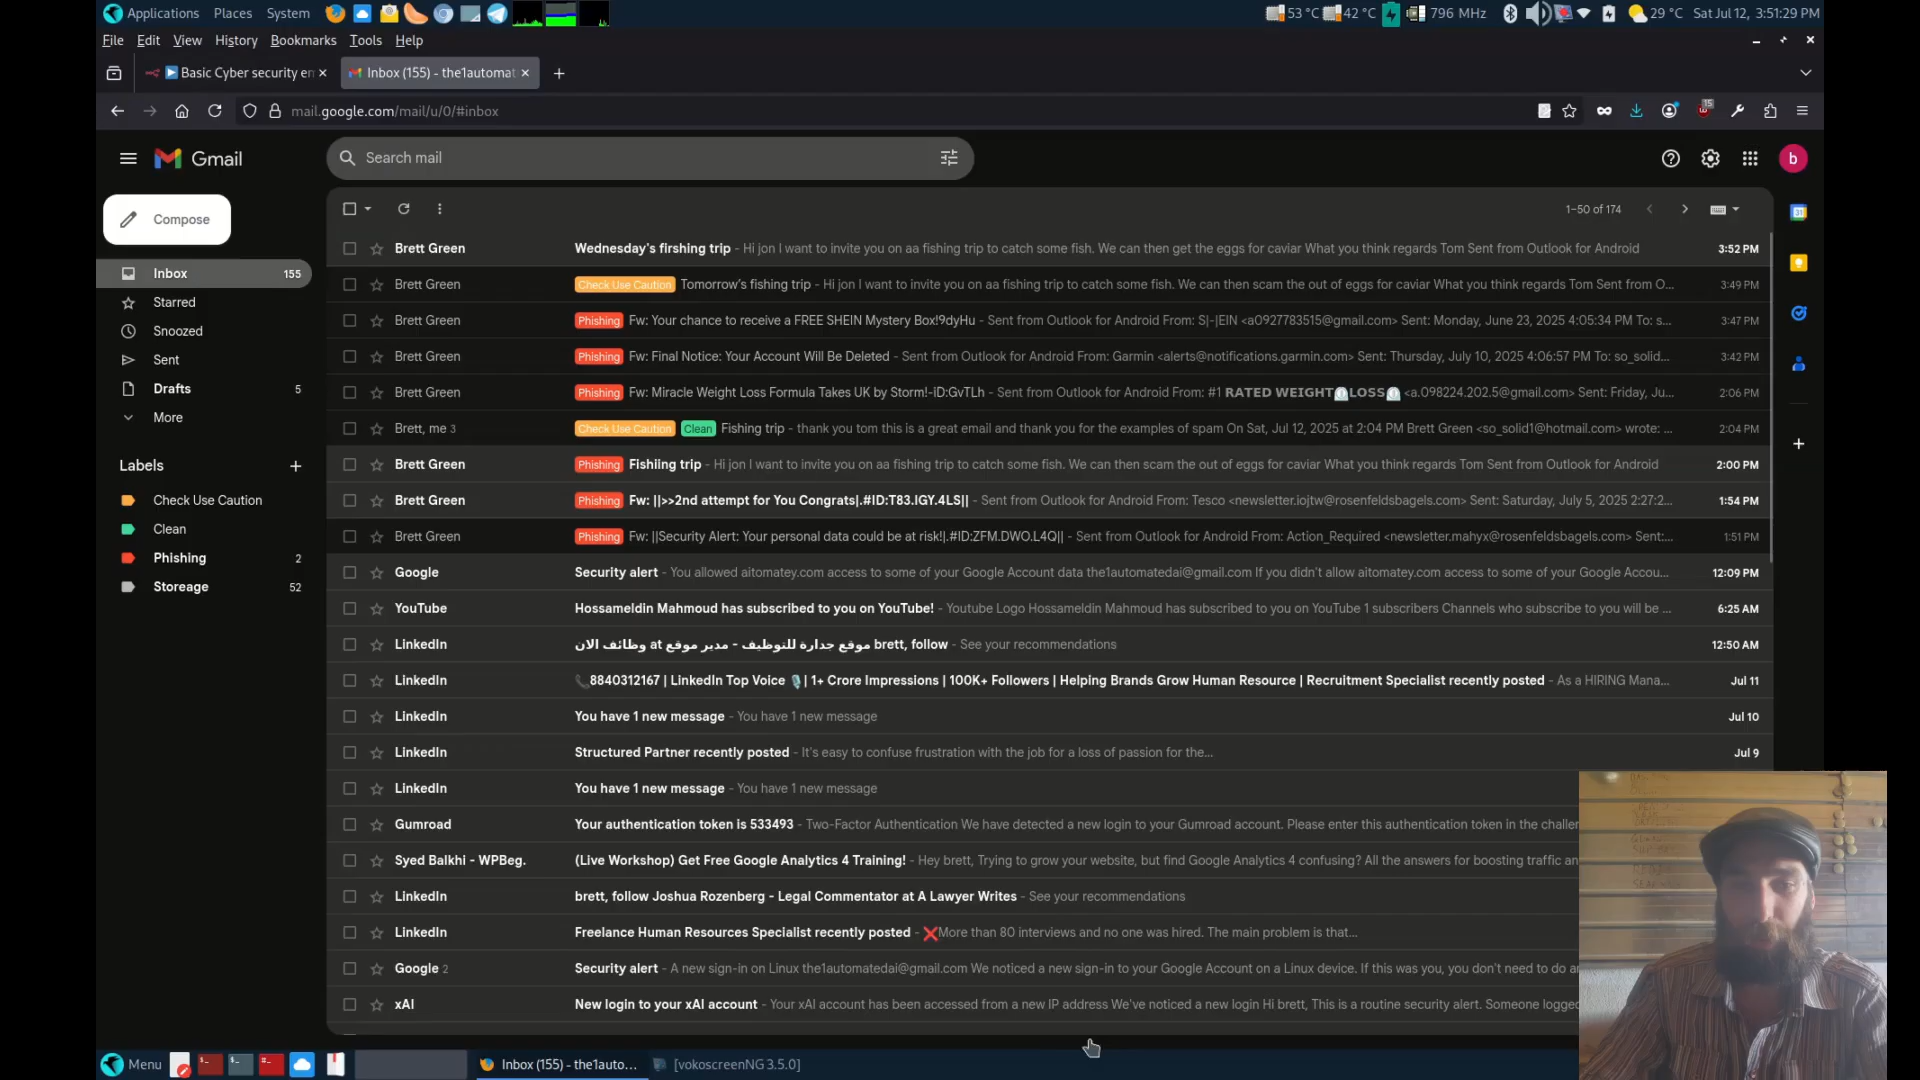 Applications Places System 53 °C 42 °C 796 MHz 29 °C Sat Jul 12, 3:51:29 PM
File Edit View History Bookmarks Tools Help
Basic Cyber security en Inbox (155) - the1automat
mail.google.com/mail/u/0/#inbox 15
Gmail Search mail b
Compose 1–50 of 174
Inbox 155
Starred
Snoozed
Sent
Drafts 5
More
Labels
Check Use Caution
Clean
Phishing 2
Storeage 52
Brett Green Wednesday's firshing trip - Hi jon I want to invite you on aa fishing trip to catch some fish. We can then get the eggs for caviar What you think regards Tom Sent from Outlook for Android 3:52 PM
Brett Green Check Use Caution Tomorrow's fishing trip - Hi jon I want to invite you on aa fishing trip to catch some fish. We can then scam the out of eggs for caviar What you think regards Tom Sent from O... 3:49 PM
Brett Green Phishing Fw: Your chance to receive a FREE SHEIN Mystery Box!9dyHu - Sent from Outlook for Android From: S|-|EIN <a0927783515@gmail.com> Sent: Monday, June 23, 2025 4:05:34 PM To: s... 3:47 PM
Brett Green Phishing Fw: Final Notice: Your Account Will Be Deleted - Sent from Outlook for Android From: Garmin <alerts@notifications.garmin.com> Sent: Thursday, July 10, 2025 4:06:57 PM To: so_solid... 3:42 PM
Brett Green Phishing Fw: Miracle Weight Loss Formula Takes UK by Storm!-iD:GvTLh - Sent from Outlook for Android From: #1 RATED WEIGHT LOSS <a.098224.202.5@gmail.com> Sent: Friday, Ju... 2:06 PM
Brett, me 3 Check Use Caution Clean Fishing trip - thank you tom this is a great email and thank you for the examples of spam On Sat, Jul 12, 2025 at 2:04 PM Brett Green <so_solid1@hotmail.com> wrote: ... 2:04 PM
Brett Green Phishing Fishiing trip - Hi jon I want to invite you on aa fishing trip to catch some fish. We can then scam the out of eggs for caviar What you think regards Tom Sent from Outlook for Android 2:00 PM
Brett Green Phishing Fw: ||>>2nd attempt for You Congrats|.#ID:T83.IGY.4LS|| - Sent from Outlook for Android From: Tesco <newsletter.iojtw@rosenfeldsbagels.com> Sent: Saturday, July 5, 2025 2:27:2... 1:54 PM
Brett Green Phishing Fw: ||Security Alert: Your personal data could be at risk!|.#ID:ZFM.DWO.L4Q|| - Sent from Outlook for Android From: Action_Required <newsletter.mahyx@rosenfeldsbagels.com> Sent:... 1:51 PM
Google Security alert - You allowed aitomatey.com access to some of your Google Account data the1automatedai@gmail.com If you didn't allow aitomatey.com access to some of your Google Accou... 12:09 PM
YouTube Hossameldin Mahmoud has subscribed to you on YouTube! - Youtube Logo Hossameldin Mahmoud has subscribed to you on YouTube 1 subscribers Channels who subscribe to you will be ... 6:25 AM
LinkedIn موقع جدارة للتوظيف - مدير موقع at وظائف الان brett, follow - See your recommendations 12:50 AM
LinkedIn 📞8840312167 | LinkedIn Top Voice 🎙️| 1+ Crore Impressions | 100K+ Followers | Helping Brands Grow Human Resource | Recruitment Specialist recently posted - As a HIRING Mana... Jul 11
LinkedIn You have 1 new message - You have 1 new message Jul 10
LinkedIn Structured Partner recently posted - It's easy to confuse frustration with the job for a loss of passion for the... Jul 9
LinkedIn You have 1 new message - You have 1 new message
Gumroad Your authentication token is 533493 - Two-Factor Authentication We have detected a new login to your Gumroad account. Please enter this authentication token in the challen
Syed Balkhi - WPBeg. (Live Workshop) Get Free Google Analytics 4 Training! - Hey brett, Trying to grow your website, but find Google Analytics 4 confusing? All the answers for boosting traffic an
LinkedIn brett, follow Joshua Rozenberg - Legal Commentator at A Lawyer Writes - See your recommendations
LinkedIn Freelance Human Resources Specialist recently posted - ❌More than 80 interviews and no one was hired. The main problem is that...
Google 2 Security alert - A new sign-in on Linux the1automatedai@gmail.com We noticed a new sign-in to your Google Account on a Linux device. If this was you, you don't need to do an
xAI New login to your xAI account - Your xAI account has been accessed from a new IP address We've noticed a new login Hi brett, This is a routine security alert. Someone logged
Menu Inbox (155) - the1auto... [vokoscreenNG 3.5.0]